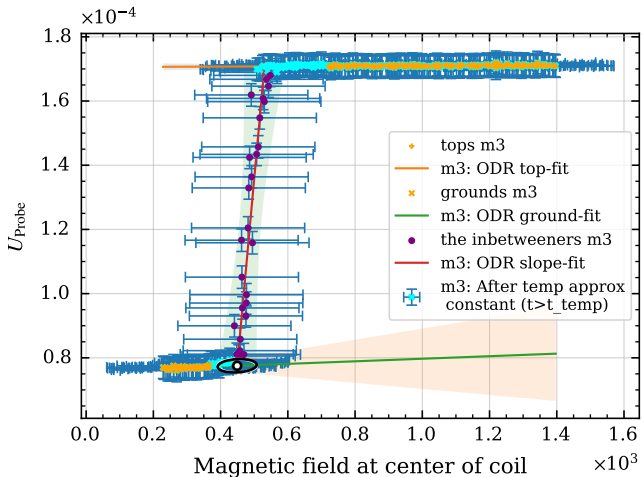 ×10⁻⁴
1.8
1.6
1.4
1.2
1.0
0.8
U_Probe
tops m3
m3: ODR top-fit
grounds m3
m3: ODR ground-fit
the inbetweeners m3
m3: ODR slope-fit
m3: After temp approx
constant (t>t_temp)
0.0 0.2 0.4 0.6 0.8 1.0 1.2 1.4 1.6
×10³
Magnetic field at center of coil